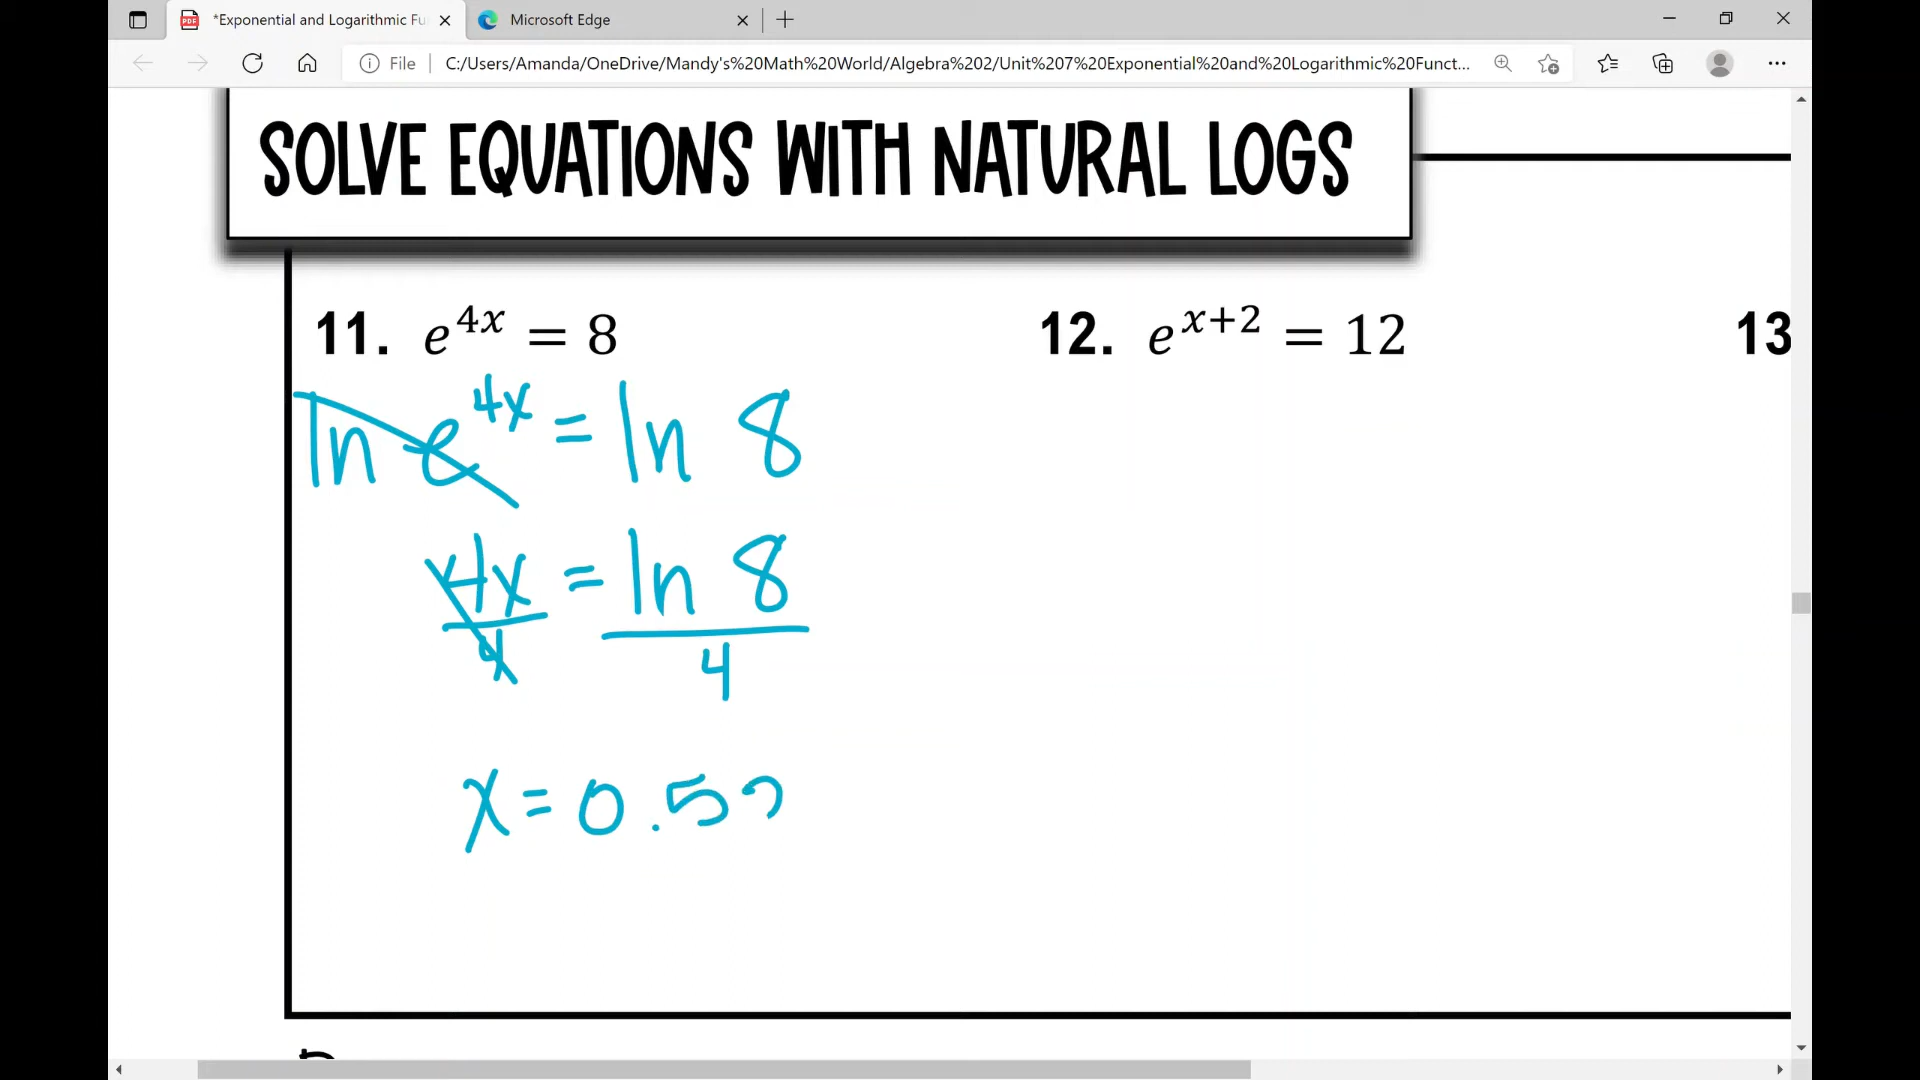 *Exponential and Logarithmic Fu
Microsoft Edge
File
C:/Users/Amanda/OneDrive/Mandy's%20Math%20World/Algebra%202/Unit%207%20Exponential%20and%20Logarithmic%20Funct...
SOLVE EQUATIONS WITH NATURAL LOGS
11. e^{4x} = 8
12. e^{x+2} = 12
13
ln e^{4x} = ln 8
4x/4 = ln 8/4
x = 0.5